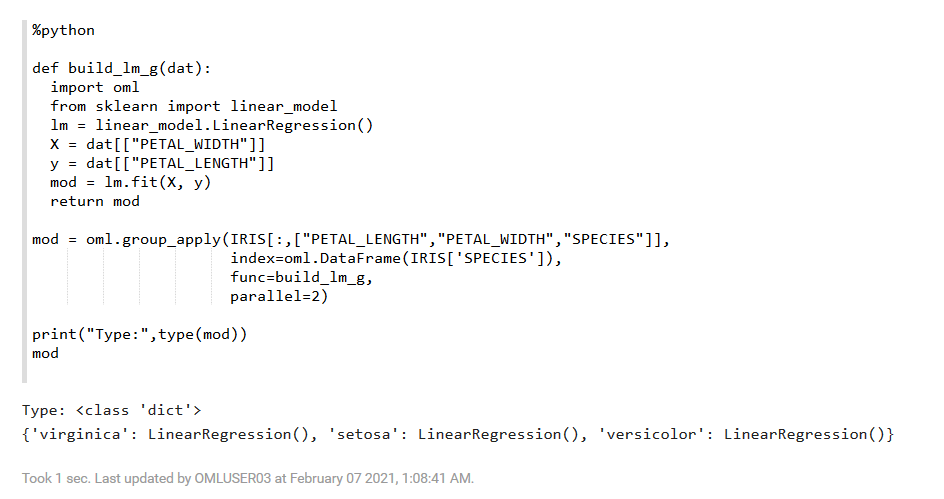 %python
def build_lm_g(dat):
  import oml
  from sklearn import linear_model
  lm = linear_model.LinearRegression()
  X = dat[["PETAL_WIDTH"]]
  y = dat[["PETAL_LENGTH"]]
  mod = lm.fit(X, y)
  return mod
mod = oml.group_apply(IRIS[:,["PETAL_LENGTH","PETAL_WIDTH","SPECIES"]],
                      index=oml.DataFrame(IRIS['SPECIES']),
                      func=build_lm_g,
                      parallel=2)
print("Type:",type(mod))
mod
Type: <class 'dict'>
{'virginica': LinearRegression(), 'setosa': LinearRegression(), 'versicolor': LinearRegression()}
Took 1 sec. Last updated by OMLUSER03 at February 07 2021, 1:08:41 AM.